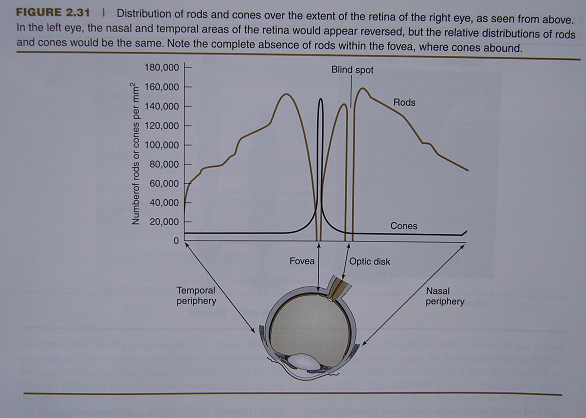 FIGURE 2.31 | Distribution of rods and cones over the extent of the retina of the right eye, as seen from above.
In the left eye, the nasal and temporal areas of the retina would appear reversed, but the relative distributions of rods
and cones would be the same. Note the complete absence of rods within the fovea, where cones abound.
Numberof rods or cones per mm²
180,000
160,000
140,000
120,000
100,000
80,000
60,000
40,000
20,000
0
Blind spot
Rods
Cones
Fovea
Optic disk
Temporal
periphery
Nasal
periphery